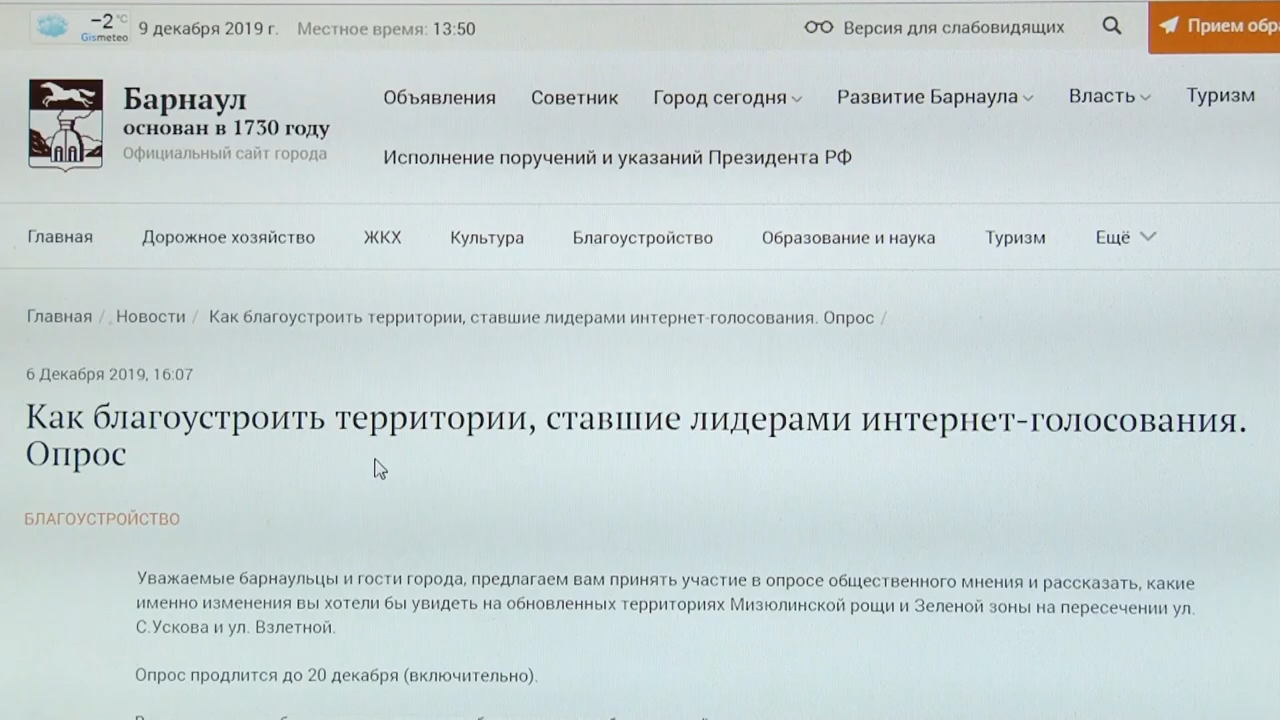 −2 °C
Gismeteo
9 декабря 2019 г. Местное время: 13:50
Версия для слабовидящих
Прием обра
Барнаул
основан в 1730 году
Официальный сайт города
Объявления Советник Город сегодня Развитие Барнаула Власть Туризм
Исполнение поручений и указаний Президента РФ
Главная Дорожное хозяйство ЖКХ Культура Благоустройство Образование и наука Туризм Ещё
Главная / Новости / Как благоустроить территории, ставшие лидерами интернет-голосования. Опрос /
6 Декабря 2019, 16:07
Как благоустроить территории, ставшие лидерами интернет-голосования.
Опрос
БЛАГОУСТРОЙСТВО
Уважаемые барнаульцы и гости города, предлагаем вам принять участие в опросе общественного мнения и рассказать, какие
именно изменения вы хотели бы увидеть на обновленных территориях Мизюлинской рощи и Зеленой зоны на пересечении ул.
С.Ускова и ул. Взлетной.
Опрос продлится до 20 декабря (включительно).